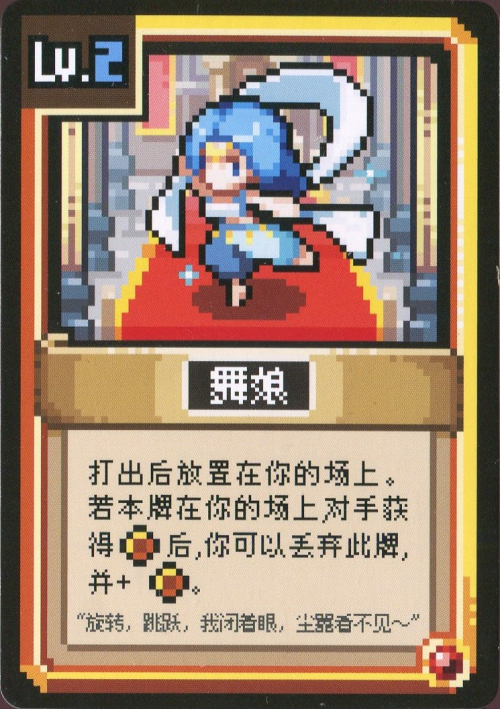 Lv.2
舞娘
打出后放置在你的场上。
若本牌在你的场上,对手获
得后,你可以丢弃此牌,
并+。
“旋转，跳跃，我闭着眼，尘嚣看不见～”